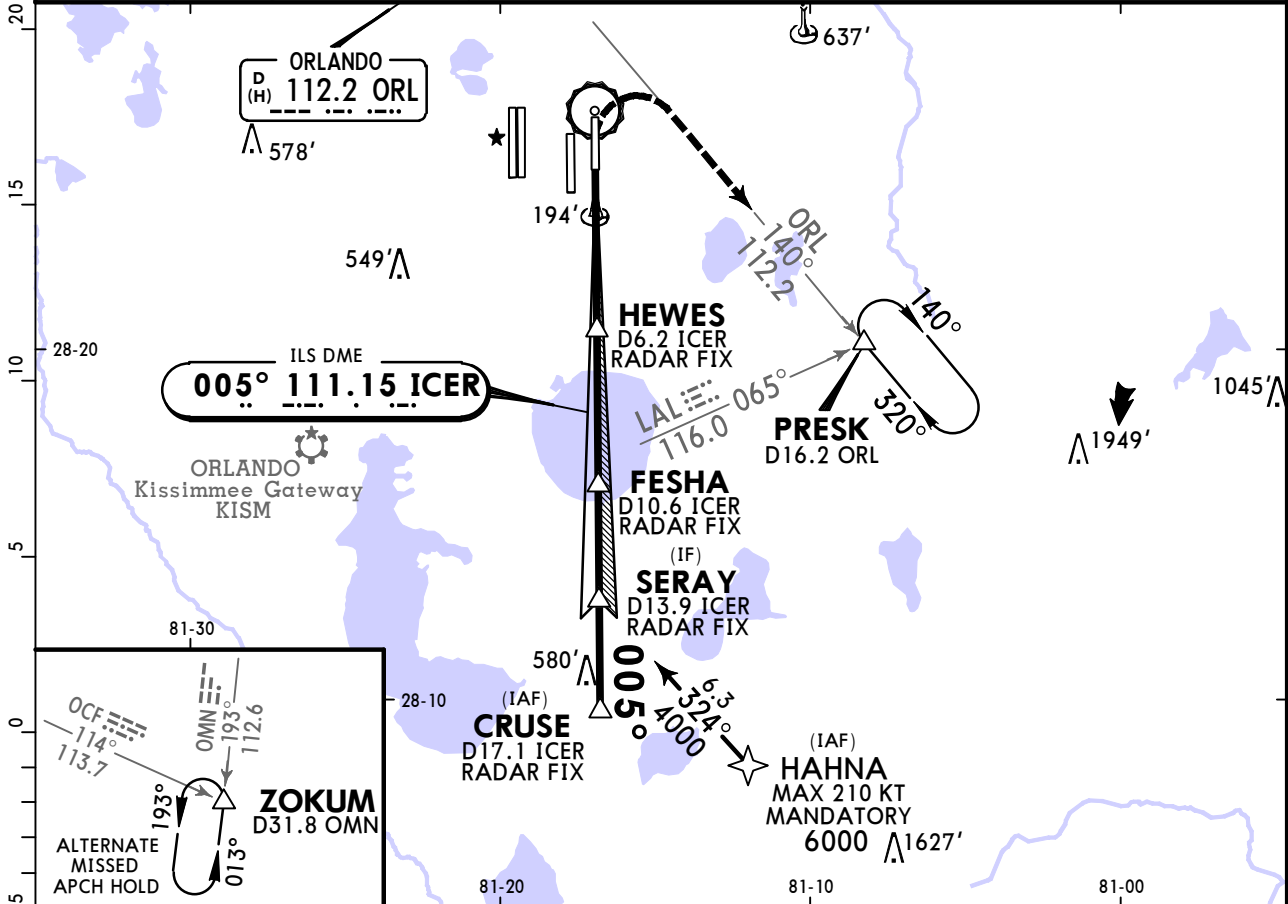 20
637'
ORLANDO
D
(H) 112.2 ORL
578'
15
194'
549'
ORL
140°
112.2
HEWES
D6.2 ICER
RADAR FIX
140°
320°
28-20
10
ILS DME
005° 111.15 ICER
LAL 065°
116.0
PRESK
D16.2 ORL
1045'
1949'
ORLANDO
Kissimmee Gateway
KISM
FESHA
D10.6 ICER
RADAR FIX
5
(IF)
SERAY
D13.9 ICER
RADAR FIX
81-30
580'
005°
6.3
324°
4000
28-10
(IAF)
CRUSE
D17.1 ICER
RADAR FIX
0
(IAF)
HAHNA
MAX 210 KT
MANDATORY
6000
1627'
OCF
114°
113.7
OMN
193°
112.6
193°
013°
ZOKUM
D31.8 OMN
ALTERNATE
MISSED
APCH HOLD
5
81-20
81-10
81-00